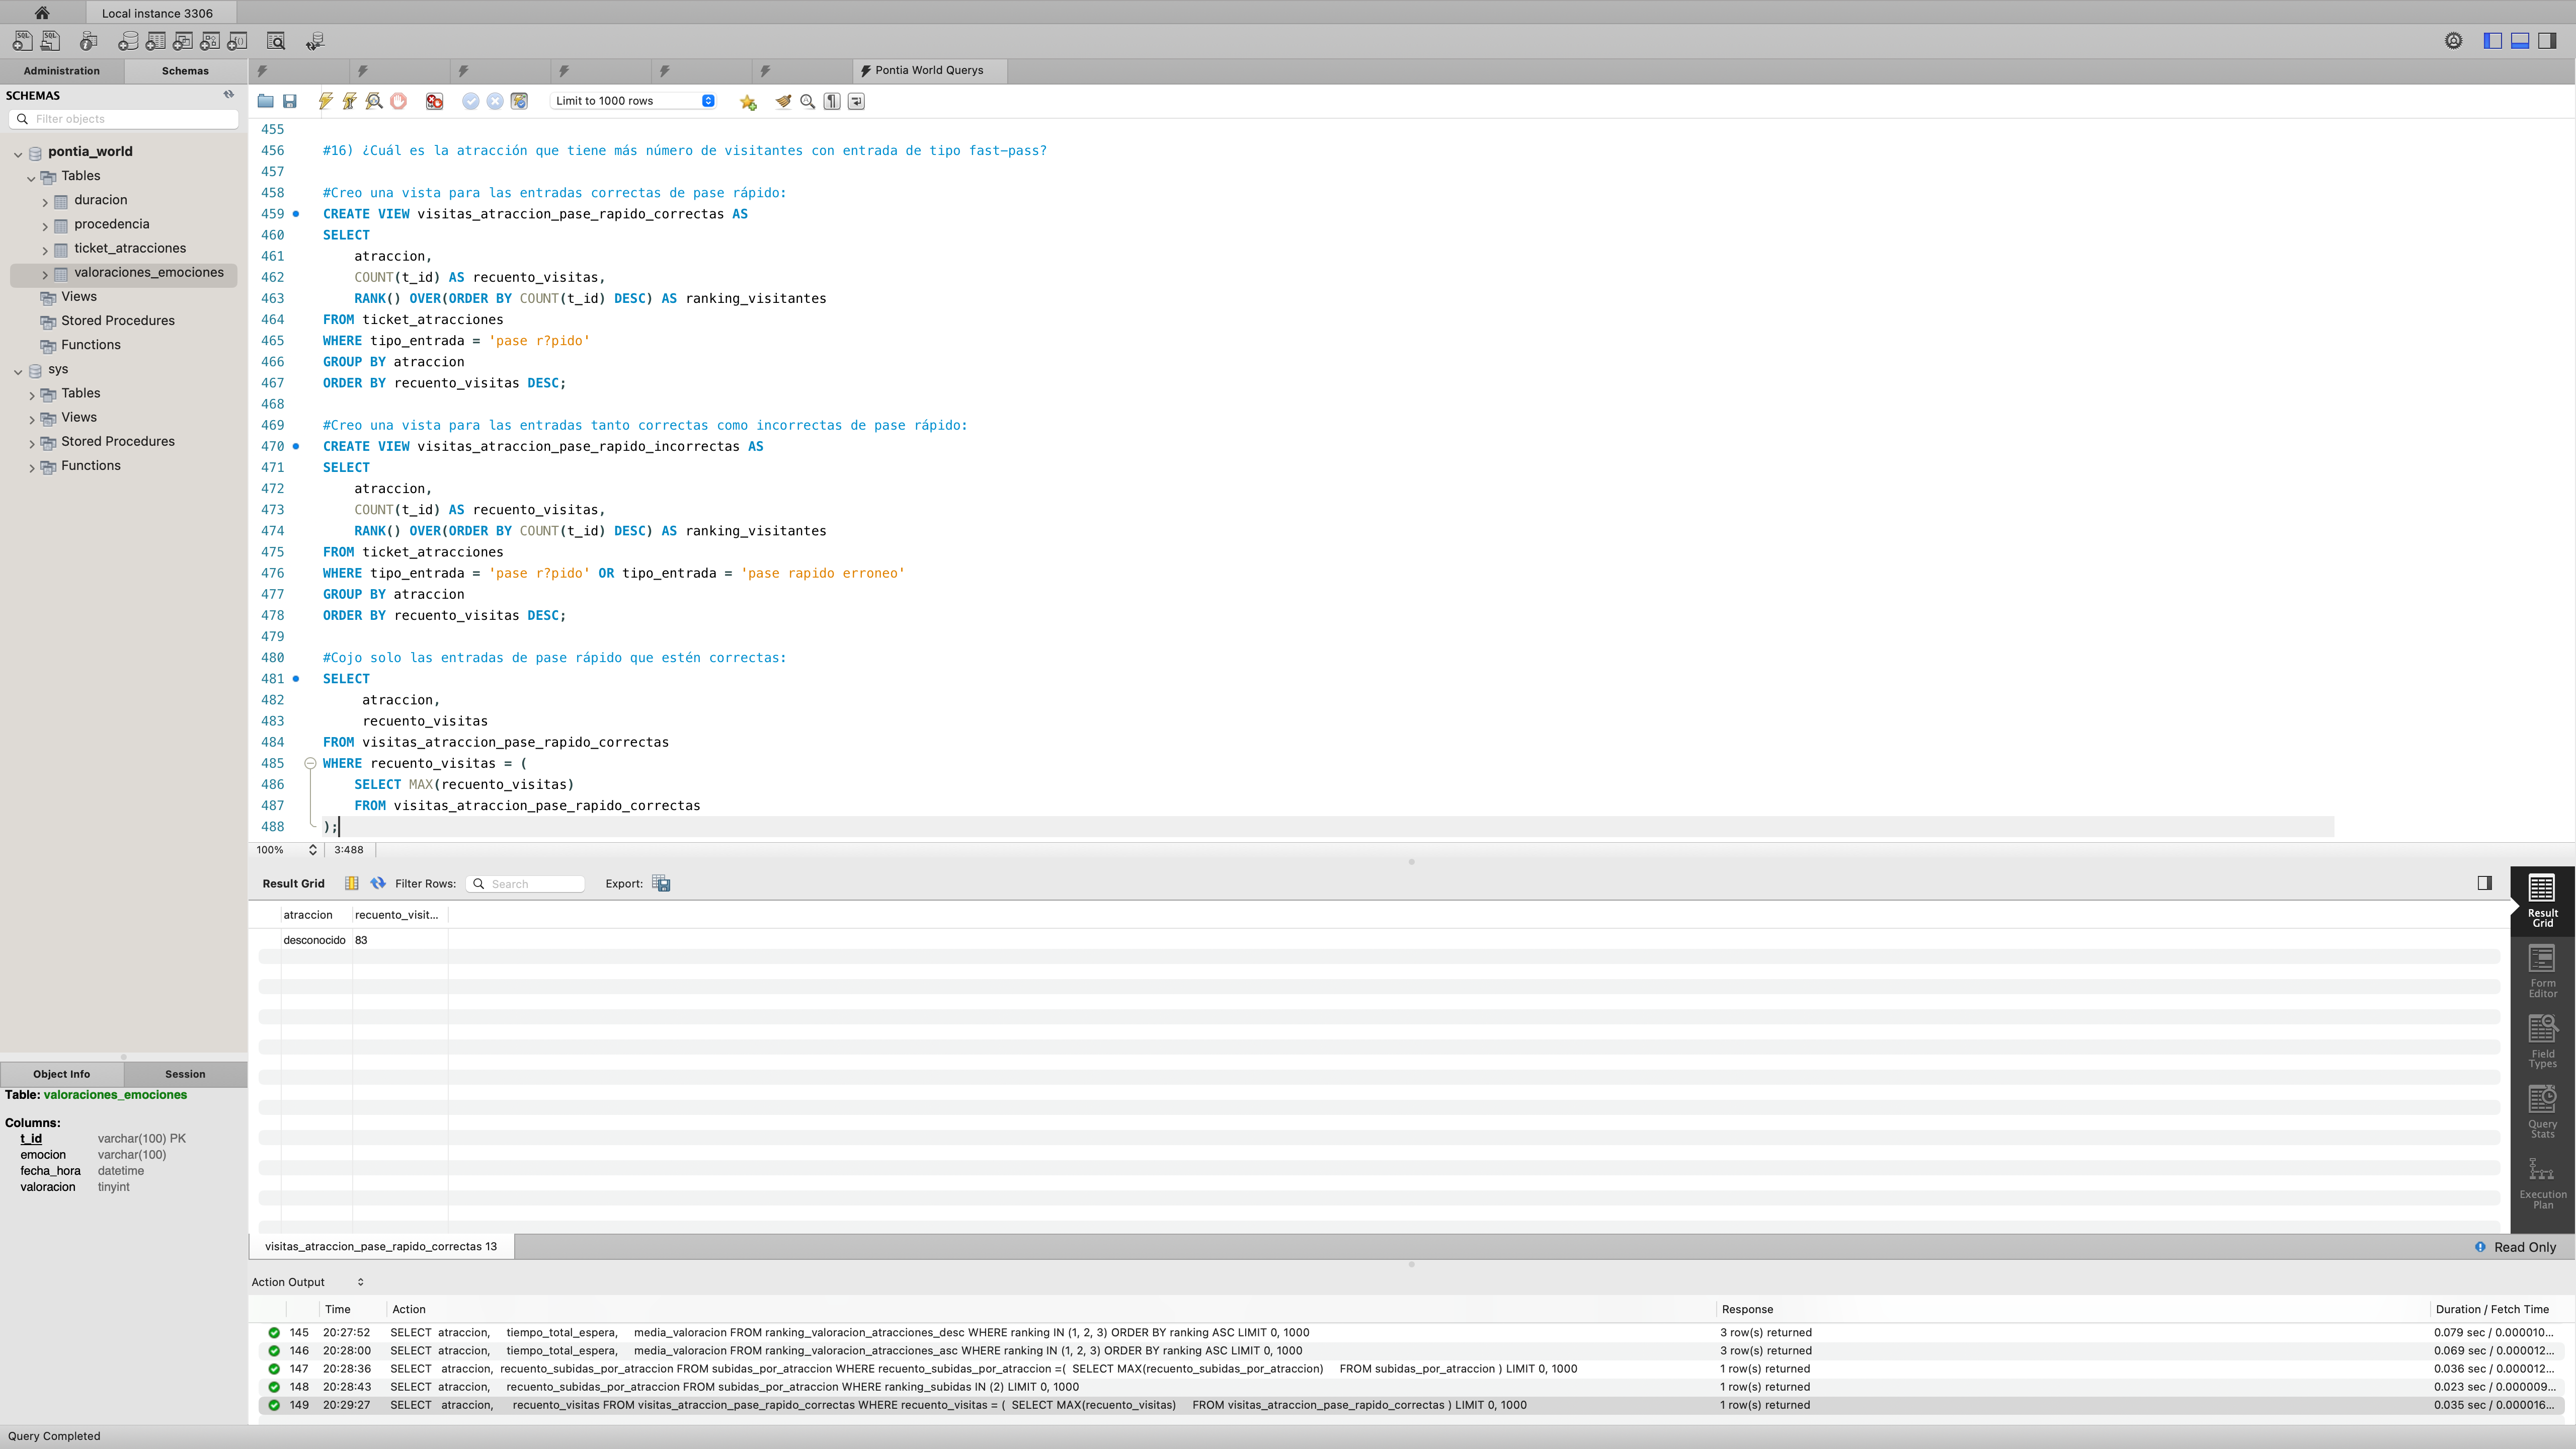 Local instance 3306
Administration
Schemas
Pontia World Querys
SCHEMAS
Filter objects
pontia_world
Tables
duracion
procedencia
ticket_atracciones
valoraciones_emociones
Views
Stored Procedures
Functions
sys
Tables
Views
Stored Procedures
Functions
Limit to 1000 rows
455
456 #16) ¿Cuál es la atracción que tiene más número de visitantes con entrada de tipo fast-pass?
457
458 #Creo una vista para las entradas correctas de pase rápido:
459 CREATE VIEW visitas_atraccion_pase_rapido_correctas AS
460 SELECT
461 atraccion,
462 COUNT(t_id) AS recuento_visitas,
463 RANK() OVER(ORDER BY COUNT(t_id) DESC) AS ranking_visitantes
464 FROM ticket_atracciones
465 WHERE tipo_entrada = 'pase r?pido'
466 GROUP BY atraccion
467 ORDER BY recuento_visitas DESC;
468
469 #Creo una vista para las entradas tanto correctas como incorrectas de pase rápido:
470 CREATE VIEW visitas_atraccion_pase_rapido_incorrectas AS
471 SELECT
472 atraccion,
473 COUNT(t_id) AS recuento_visitas,
474 RANK() OVER(ORDER BY COUNT(t_id) DESC) AS ranking_visitantes
475 FROM ticket_atracciones
476 WHERE tipo_entrada = 'pase r?pido' OR tipo_entrada = 'pase rapido erroneo'
477 GROUP BY atraccion
478 ORDER BY recuento_visitas DESC;
479
480 #Cojo solo las entradas de pase rápido que estén correctas:
481 SELECT
482 atraccion,
483 recuento_visitas
484 FROM visitas_atraccion_pase_rapido_correctas
485 WHERE recuento_visitas = (
486 SELECT MAX(recuento_visitas)
487 FROM visitas_atraccion_pase_rapido_correctas
488 );
100% 3:488
Result Grid Filter Rows: Search Export:
atraccion recuento_visit...
desconocido 83
Result Grid
Form Editor
Field Types
Query Stats
Execution Plan
visitas_atraccion_pase_rapido_correctas 13
Read Only
Object Info
Session
Table: valoraciones_emociones
Columns:
t_id varchar(100) PK
emocion varchar(100)
fecha_hora datetime
valoracion tinyint
Action Output
Time Action Response Duration / Fetch Time
145 20:27:52 SELECT atraccion, tiempo_total_espera, media_valoracion FROM ranking_valoracion_atracciones_desc WHERE ranking IN (1, 2, 3) ORDER BY ranking ASC LIMIT 0, 1000 3 row(s) returned 0.079 sec / 0.000010...
146 20:28:00 SELECT atraccion, tiempo_total_espera, media_valoracion FROM ranking_valoracion_atracciones_asc WHERE ranking IN (1, 2, 3) ORDER BY ranking ASC LIMIT 0, 1000 3 row(s) returned 0.069 sec / 0.000012...
147 20:28:36 SELECT atraccion, recuento_subidas_por_atraccion FROM subidas_por_atraccion WHERE recuento_subidas_por_atraccion =( SELECT MAX(recuento_subidas_por_atraccion) FROM subidas_por_atraccion ) LIMIT 0, 1000 1 row(s) returned 0.036 sec / 0.000012...
148 20:28:43 SELECT atraccion, recuento_subidas_por_atraccion FROM subidas_por_atraccion WHERE ranking_subidas IN (2) LIMIT 0, 1000 1 row(s) returned 0.023 sec / 0.000009...
149 20:29:27 SELECT atraccion, recuento_visitas FROM visitas_atraccion_pase_rapido_correctas WHERE recuento_visitas = ( SELECT MAX(recuento_visitas) FROM visitas_atraccion_pase_rapido_correctas ) LIMIT 0, 1000 1 row(s) returned 0.035 sec / 0.000016...
Query Completed